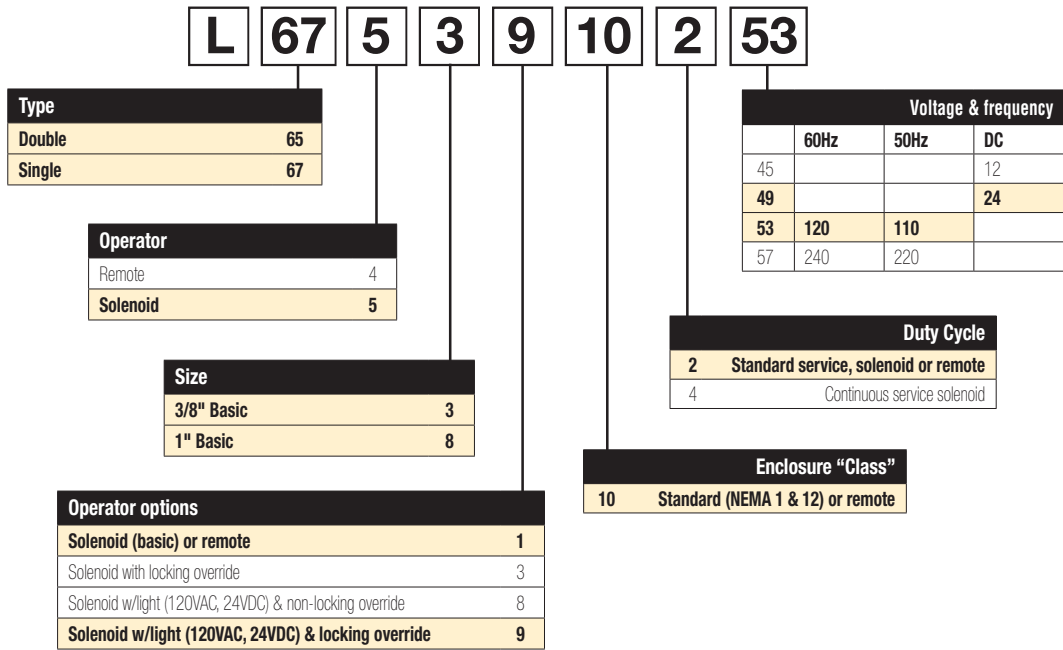 L 67 5 3 9 10 2 53
Type
Double 65
Single 67
Voltage & frequency
60Hz 50Hz DC
45 12
49 24
53 120 110
57 240 220
Operator
Remote 4
Solenoid 5
Duty Cycle
2 Standard service, solenoid or remote
4 Continuous service solenoid
Size
3/8" Basic 3
1" Basic 8
Enclosure “Class”
10 Standard (NEMA 1 & 12) or remote
Operator options
Solenoid (basic) or remote 1
Solenoid with locking override 3
Solenoid w/light (120VAC, 24VDC) & non-locking override 8
Solenoid w/light (120VAC, 24VDC) & locking override 9